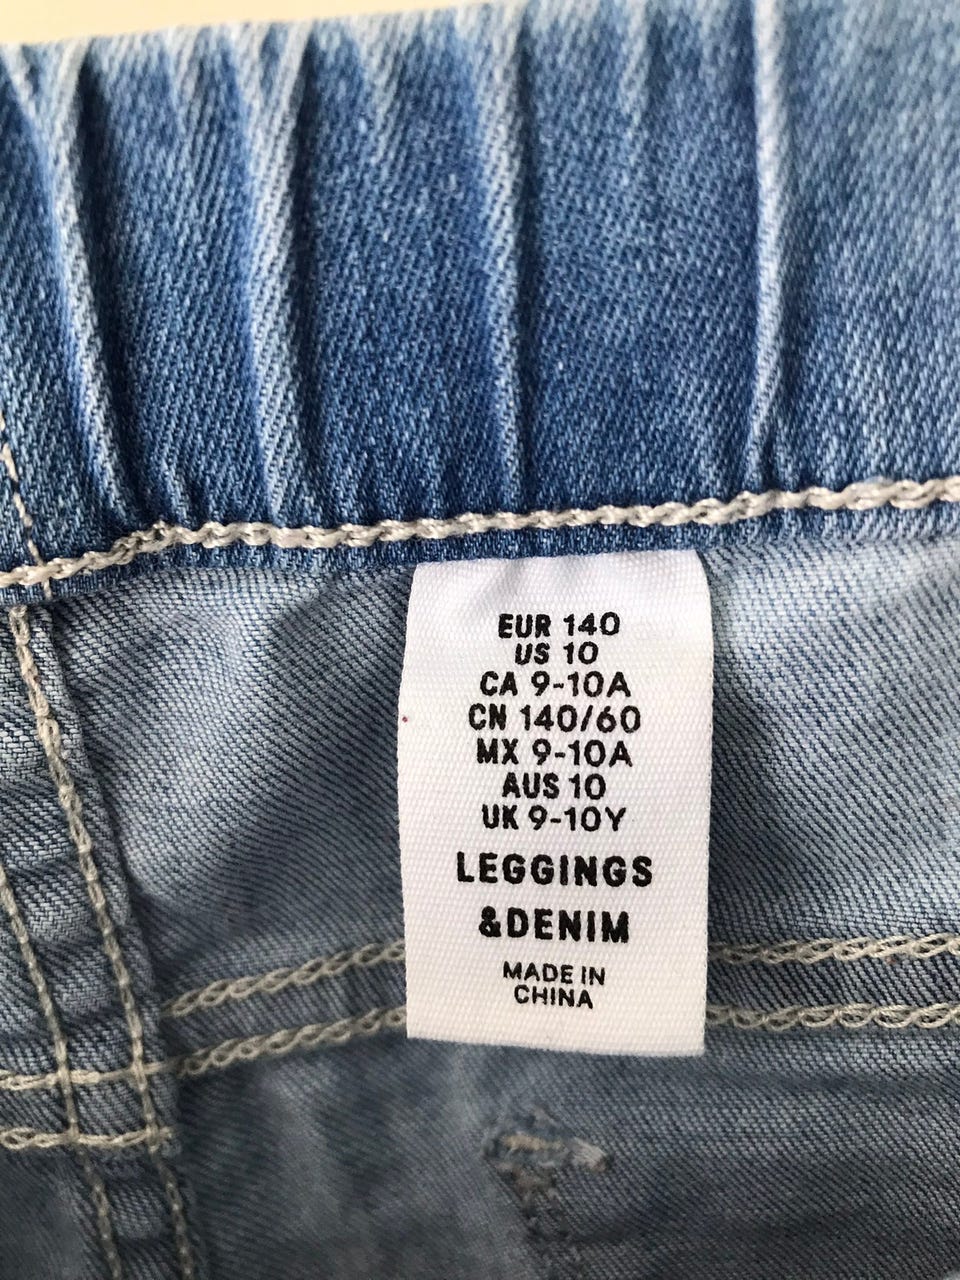 EUR 140
US 10
CA 9-10A
CN 140/60
MX 9-10A
AUS 10
UK 9-10Y
LEGGINGS
&DENIM
MADE IN
CHINA